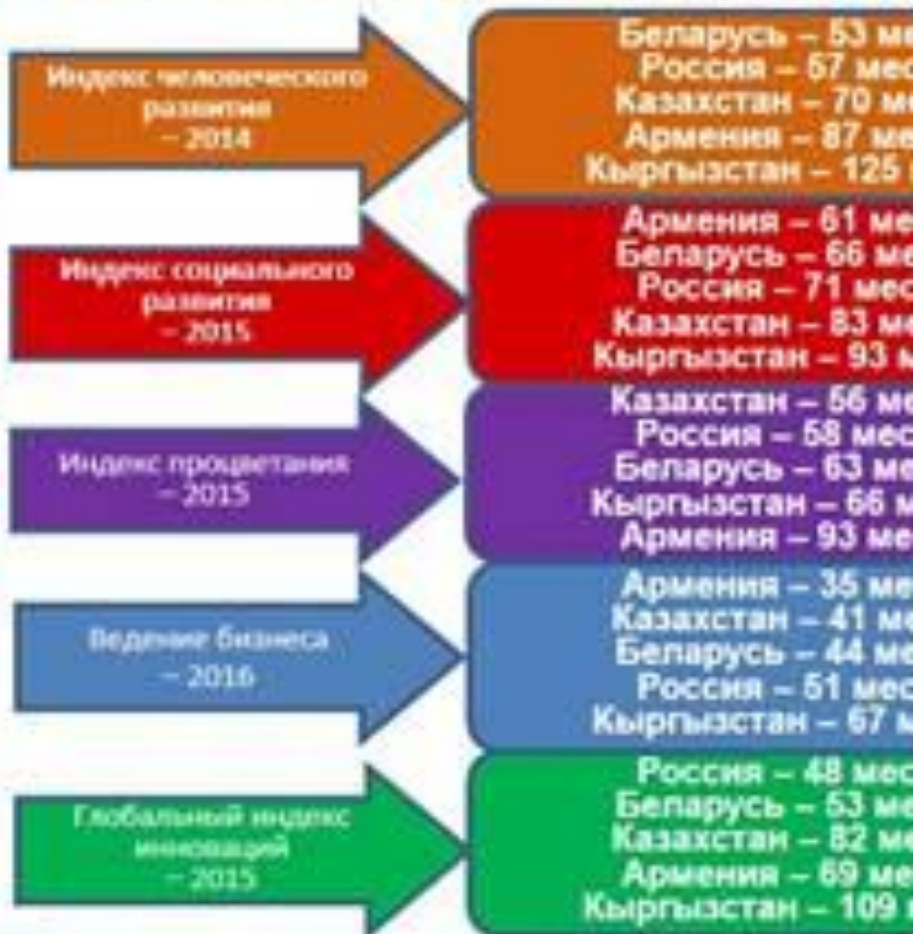 Индекс человеческого
развития
– 2014
Беларусь – 53 ме
Россия – 57 мес
Казахстан – 70 ме
Армения – 87 ме
Кыргызстан – 125
Индекс социального
развития
– 2015
Армения – 61 ме
Беларусь – 66 ме
Россия – 71 мес
Казахстан – 83 ме
Кыргызстан – 93 м
Индекс процветания
– 2015
Казахстан – 56 ме
Россия – 58 мес
Беларусь – 63 ме
Кыргызстан – 66 м
Армения – 93 ме
Ведение бизнеса
– 2016
Армения – 35 ме
Казахстан – 41 ме
Беларусь – 44 ме
Россия – 51 мес
Кыргызстан – 67 м
Глобальный индекс
инноваций
– 2015
Россия – 48 мес
Беларусь – 53 ме
Казахстан – 82 ме
Армения – 69 ме
Кыргызстан – 109